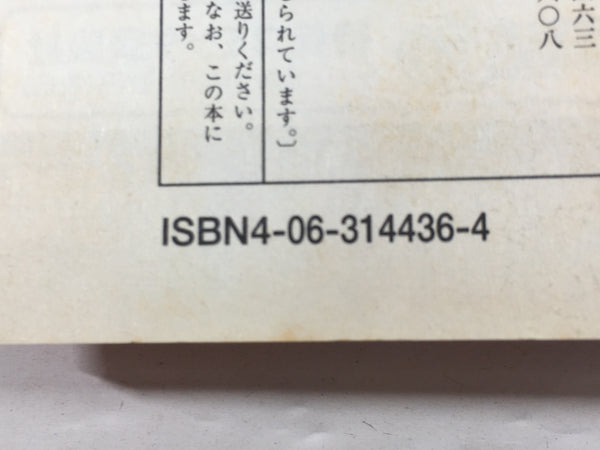 六三
〇八
られています。〕
送りください。
なお、この本に
ます。
ISBN4-06-314436-4